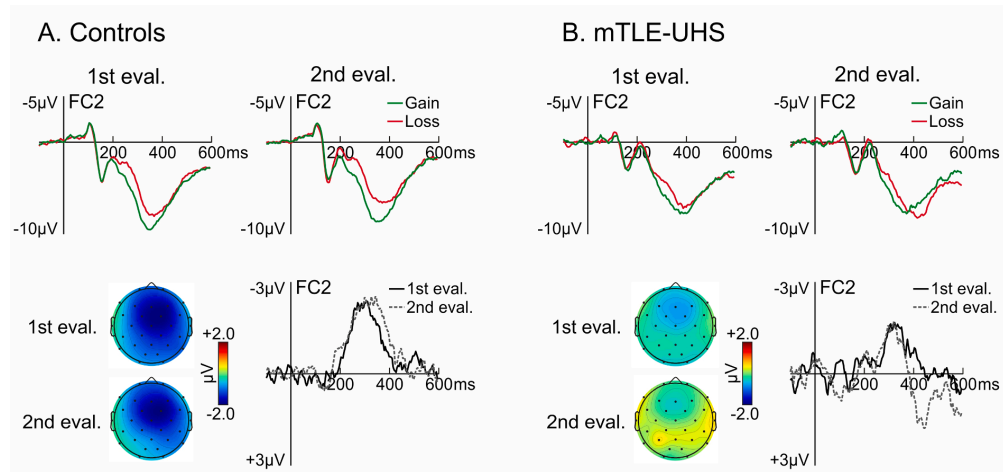 A. Controls
B. mTLE-UHS
1st eval.
2nd eval.
1st eval.
2nd eval.
-5µV
FC2
-5µV
FC2
Gain
Loss
-5µV
FC2
-5µV
FC2
Gain
Loss
200
400
600ms
200
400
600ms
200
400
600ms
200
400
600ms
-10µV
-10µV
-10µV
-10µV
1st eval.
+2.0
µV
-2.0
2nd eval.
-3µV
FC2
1st eval.
2nd eval.
200
400
600ms
+3µV
1st eval.
+2.0
µV
-2.0
2nd eval.
-3µV
FC2
1st eval.
2nd eval.
200
400
600ms
+3µV